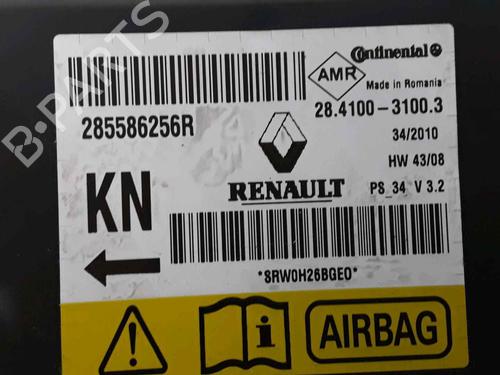 B-PARTS
Continental
AMR
Made in Romania
285586256R
28.4100-3100.3
34/2010
HW 43/08
KN
RENAULT
PS_34_V 3.2
*8RW0H26BGE0*
AIRBAG